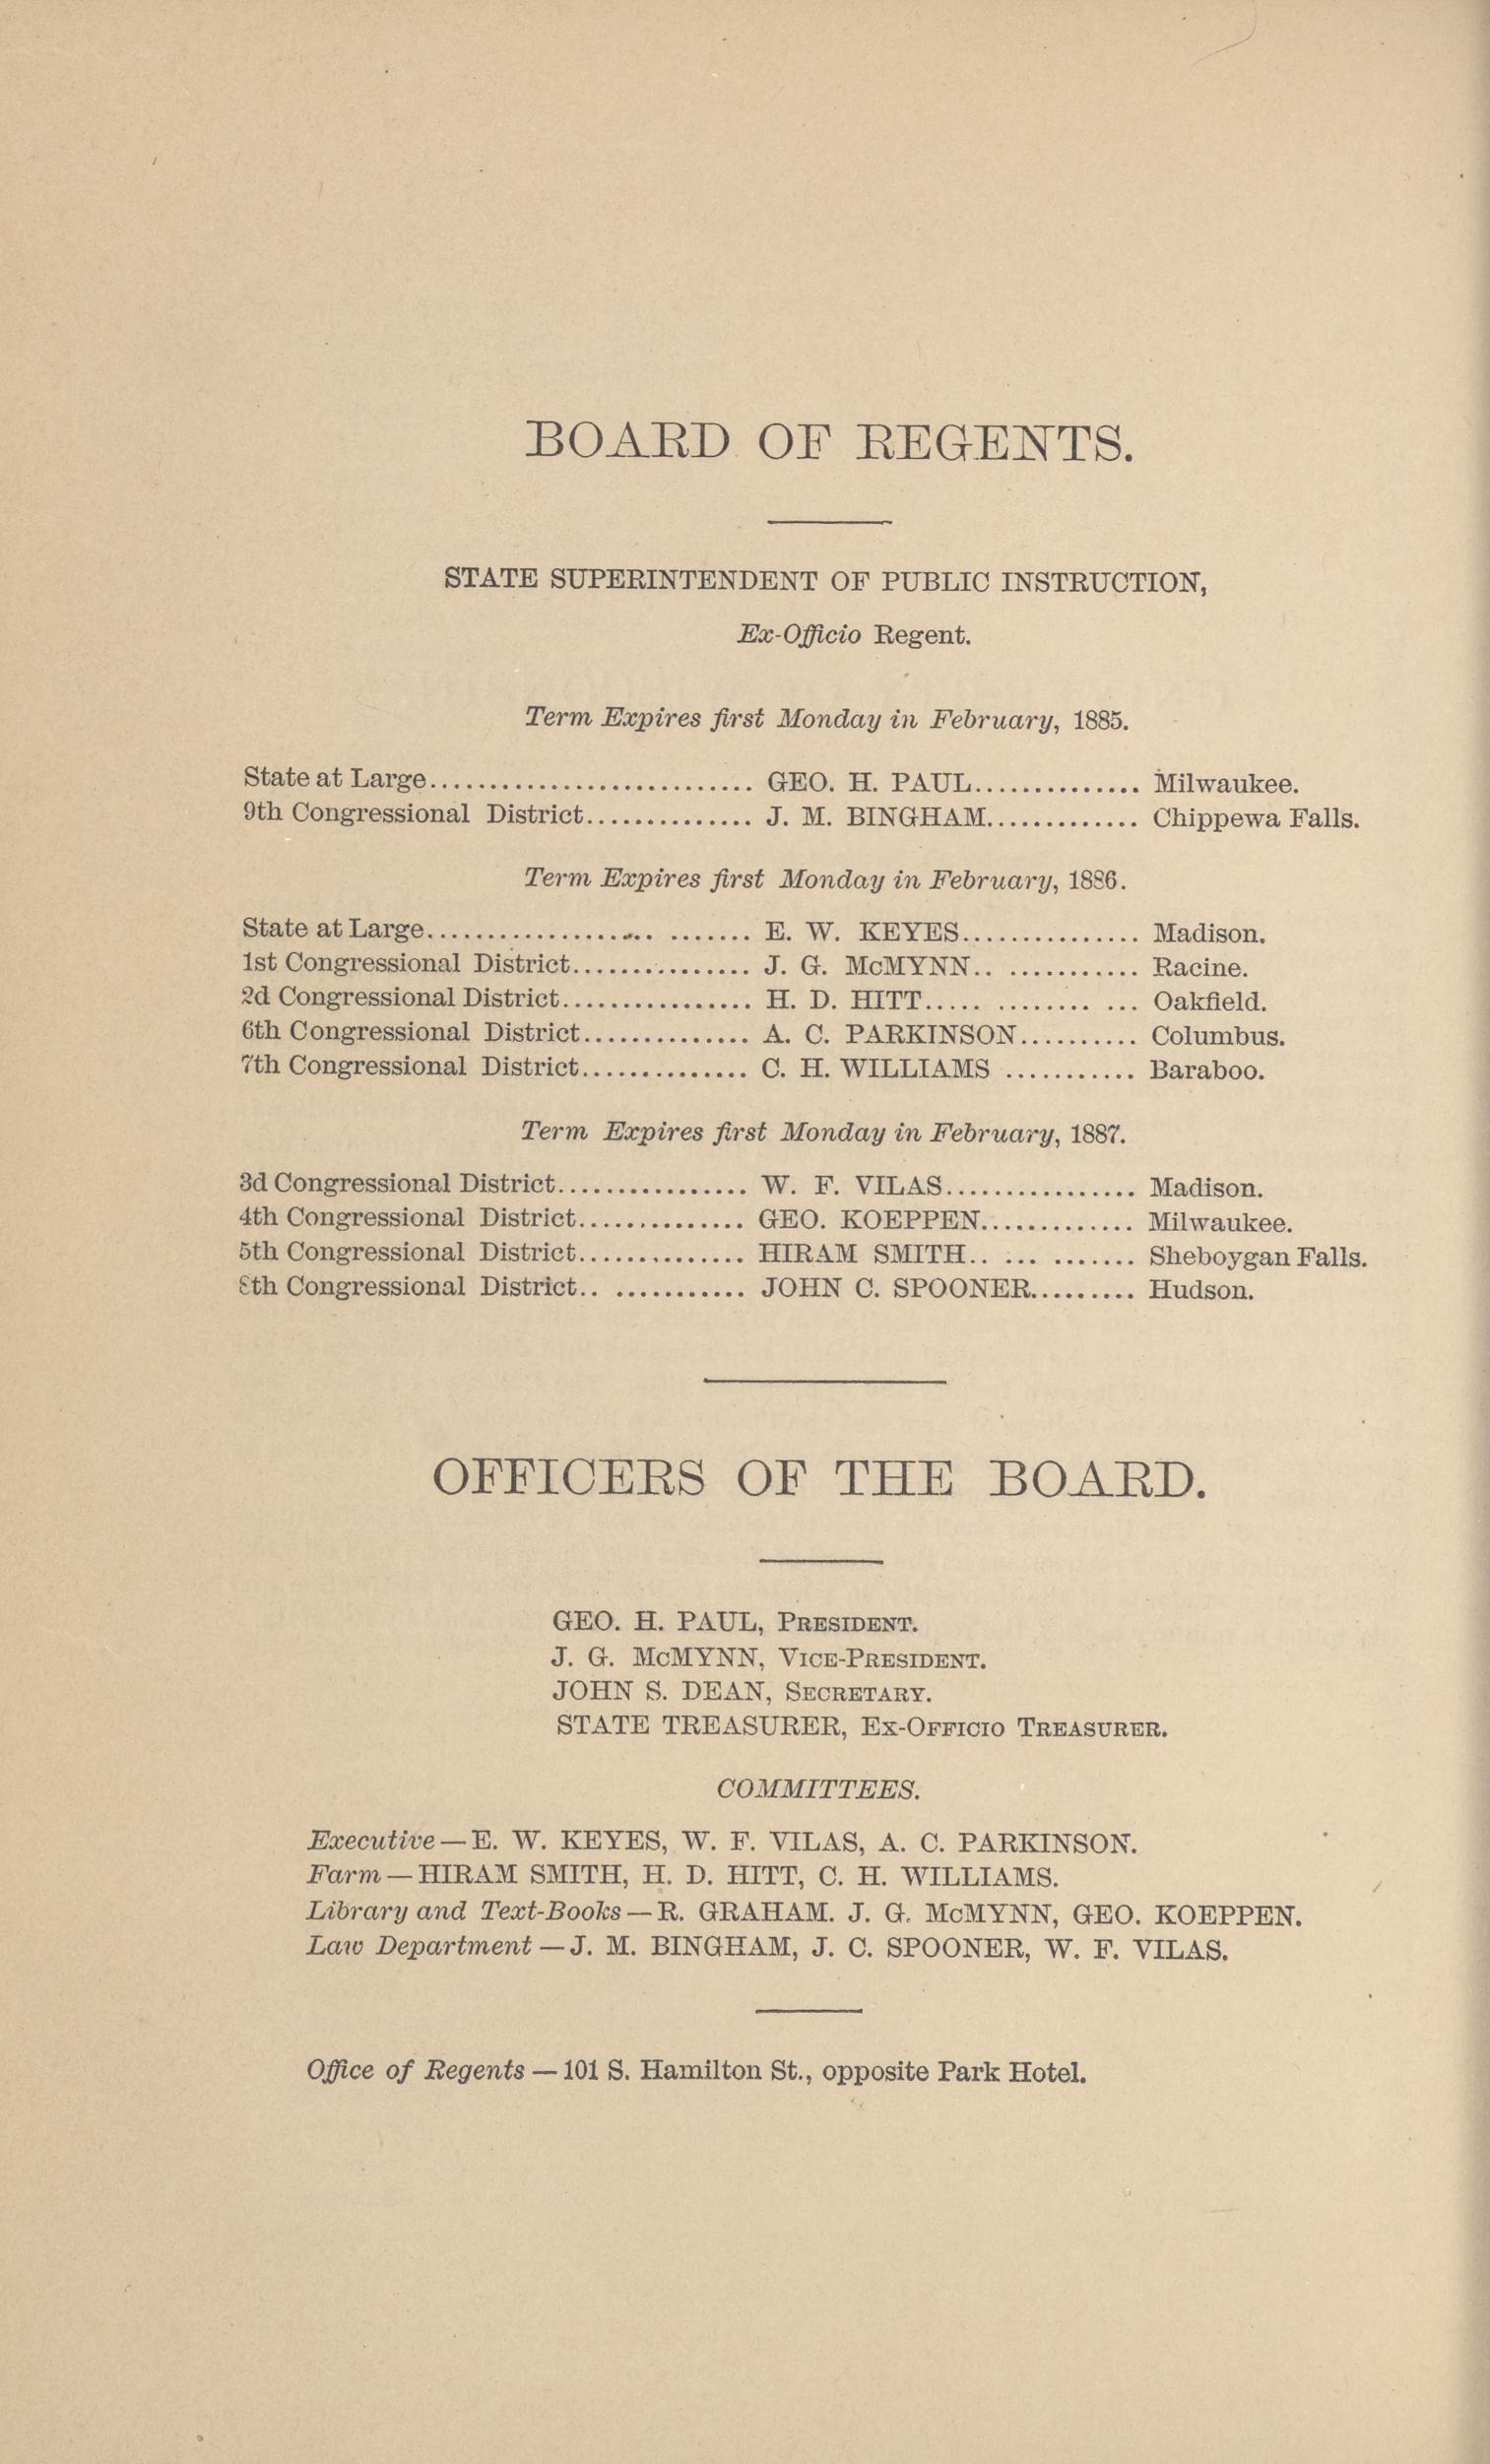 BOARD OF REGENTS.
STATE SUPERINTENDENT OF PUBLIC INSTRUCTION,
Ex-Officio Regent.
Term Expires first Monday in February, 1885.
State at Large........................... GEO. H. PAUL.............. Milwaukee.
9th Congressional District.............. J. M. BINGHAM............. Chippewa Falls.
Term Expires first Monday in February, 1886.
State at Large................... ....... E. W. KEYES............... Madison.
1st Congressional District............... J. G. McMYNN.. ........... Racine.
2d Congressional District................ H. D. HITT..... ........ ... Oakfield.
6th Congressional District.............. A. C. PARKINSON.......... Columbus.
7th Congressional District.............. C. H. WILLIAMS ........... Baraboo.
Term Expires first Monday in February, 1887.
3d Congressional District................ W. F. VILAS................ Madison.
4th Congressional District.............. GEO. KOEPPEN............. Milwaukee.
5th Congressional District.............. HIRAM SMITH.. ... ....... Sheboygan Falls.
8th Congressional District.. ........... JOHN C. SPOONER......... Hudson.
OFFICERS OF THE BOARD.
GEO. H. PAUL, PRESIDENT.
J. G. McMYNN, VICE-PRESIDENT.
JOHN S. DEAN, SECRETARY.
STATE TREASURER, EX-OFFICIO TREASURER.
COMMITTEES.
Executive — E. W. KEYES, W. F. VILAS, A. C. PARKINSON.
Farm — HIRAM SMITH, H. D. HITT, C. H. WILLIAMS.
Library and Text-Books — R. GRAHAM. J. G. McMYNN, GEO. KOEPPEN.
Law Department — J. M. BINGHAM, J. C. SPOONER, W. F. VILAS.
Office of Regents — 101 S. Hamilton St., opposite Park Hotel.